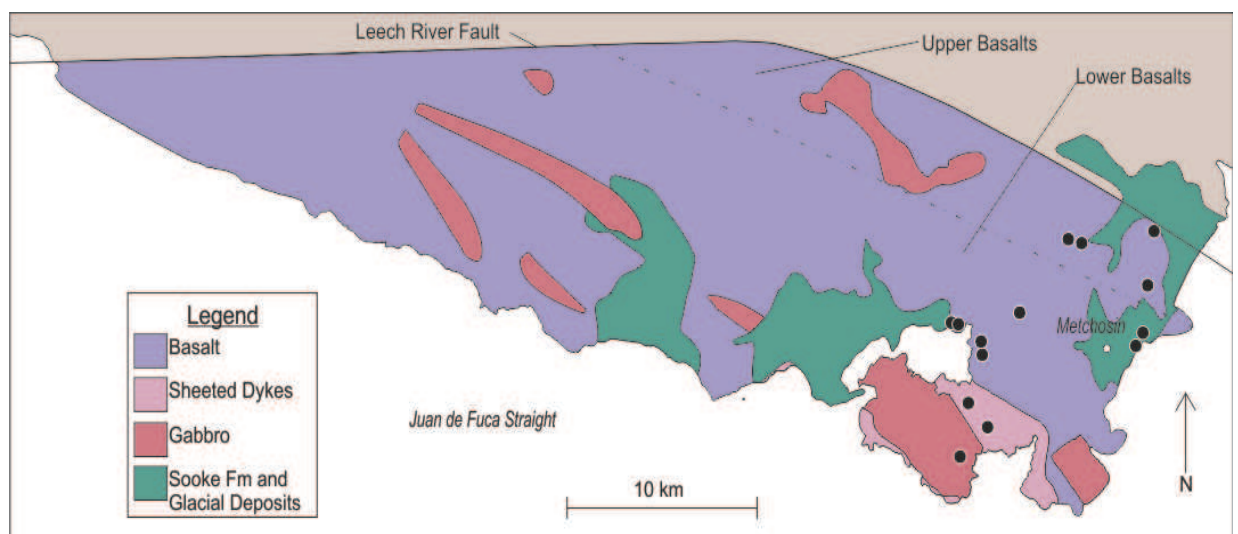 Leech River Fault
Upper Basalts
Lower Basalts
Metchosin
Legend
Basalt
Sheeted Dykes
Gabbro
Sooke Fm and
Glacial Deposits
Juan de Fuca Straight
10 km
N